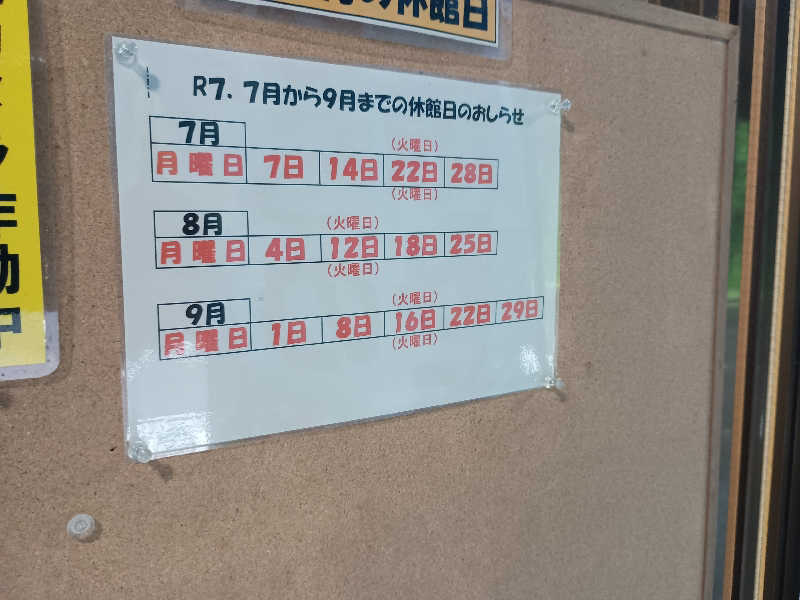 の休館日
R7．7月から9月までの休館日のおしらせ
7月
（火曜日）
月曜日 7日 14日 22日 28日
（火曜日）
8月
（火曜日）
月曜日 4日 12日 18日 25日
（火曜日）
9月
（火曜日）
月曜日 1日 8日 16日 22日 29日
（火曜日）
動中